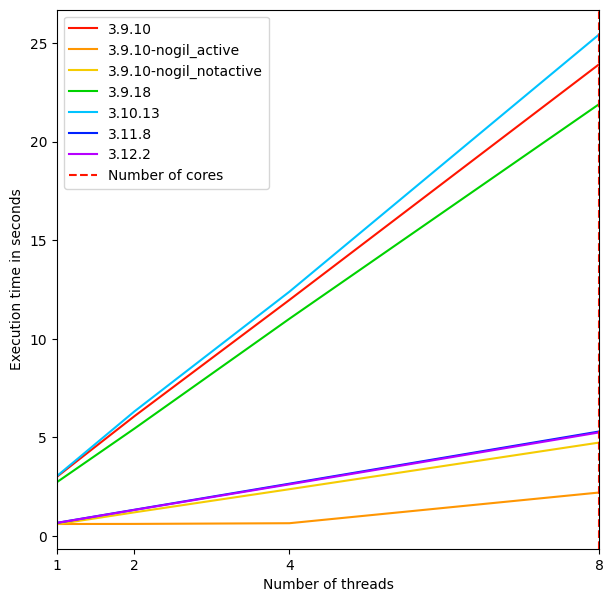 3.9.10
3.9.10-nogil_active
3.9.10-nogil_notactive
3.9.18
3.10.13
3.11.8
3.12.2
Number of cores
Execution time in seconds
25
20
15
10
5
0
1 2 4 8
Number of threads